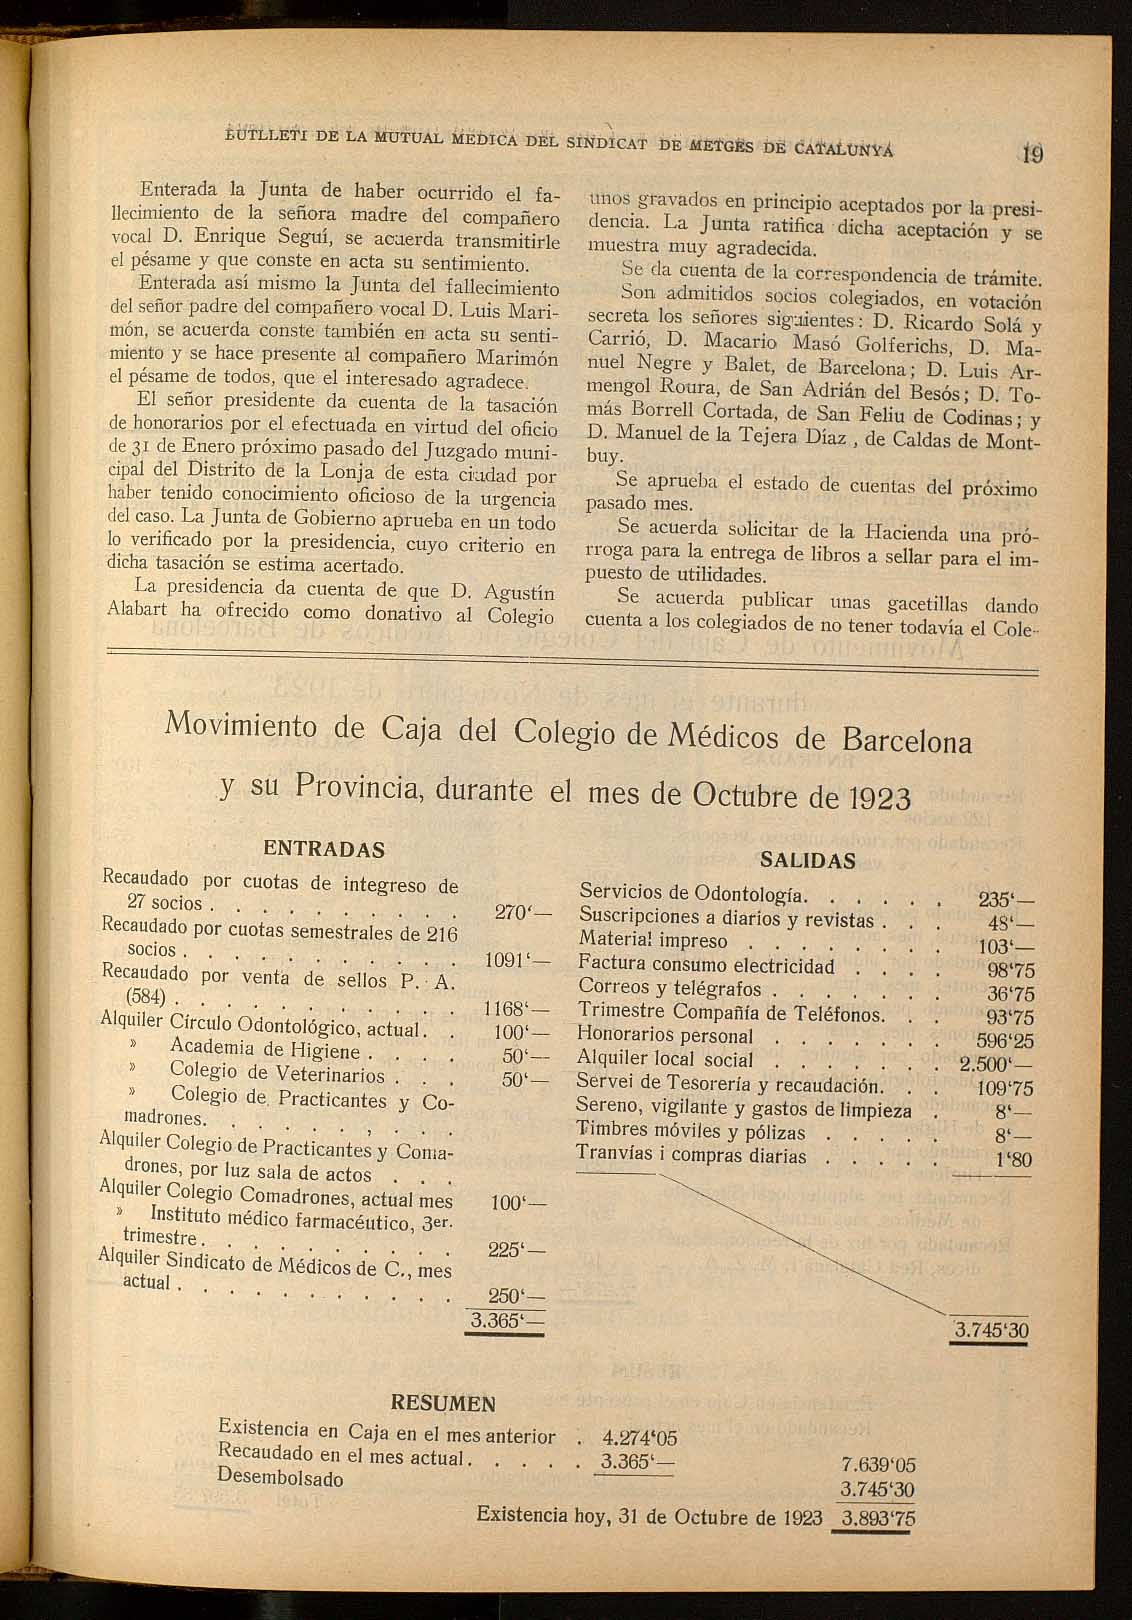 BUTLLETI DE LA MUTUAL MEDICA DEL SINDICAT DE METGES DE CATALUNYA 19
Enterada la Junta de haber ocurrido el fa-
llecimiento de la señora madre del compañero
vocal D. Enrique Seguí, se acuerda transmitirle
el pésame y que conste en acta su sentimiento.
Enterada así mismo la Junta del fallecimiento
del señor padre del compañero vocal D. Luis Mari-
món, se acuerda conste también en acta su senti-
miento y se hace presente al compañero Marimón
el pésame de todos, que el interesado agradece.
El señor presidente da cuenta de la tasación
de honorarios por el efectuada en virtud del oficio
de 31 de Enero próximo pasado del Juzgado muni-
cipal del Distrito de la Lonja de esta ciudad por
haber tenido conocimiento oficioso de la urgencia
del caso. La Junta de Gobierno aprueba en un todo
lo verificado por la presidencia, cuyo criterio en
dicha tasación se estima acertado.
La presidencia da cuenta de que D. Agustín
Alabart ha ofrecido como donativo al Colegio
unos gravados en principio aceptados por la presi-
dencia. La Junta ratifica dicha aceptación y se
muestra muy agradecida.
Se da cuenta de la correspondencia de trámite.
Son admitidos socios colegiados, en votación
secreta los señores siguientes: D. Ricardo Solá y
Carrió, D. Macario Masó Golferichs, D. Ma-
nuel Negre y Balet, de Barcelona; D. Luis Ar-
mengol Roura, de San Adrián del Besós; D. To-
más Borrell Cortada, de San Feliu de Codinas; y
D. Manuel de la Tejera Díaz , de Caldas de Mont-
buy.
Se aprueba el estado de cuentas del próximo
pasado mes.
Se acuerda solicitar de la Hacienda una pró-
rroga para la entrega de libros a sellar para el im-
puesto de utilidades.
Se acuerda publicar unas gacetillas dando
cuenta a los colegiados de no tener todavía el Cole-
Movimiento de Caja del Colegio de Médicos de Barcelona
y su Provincia, durante el mes de Octubre de 1923
ENTRADAS
Recaudado por cuotas de integreso de
27 socios . . . . . . . . . . 270‘—
Recaudado por cuotas semestrales de 216
socios . . . . . . . . . . . 1091‘—
Recaudado por venta de sellos P. A.
(584) . . . . . . . . . . . 1168‘—
Alquiler Círculo Odontológico, actual . . 100‘—
» Academia de Higiene . . . . 50‘—
» Colegio de Veterinarios . . . 50‘—
» Colegio de Practicantes y Co-
madrones. . . . . . , . . .
Alquiler Colegio de Practicantes y Coma-
drones, por luz sala de actos . . .
Alquiler Colegio Comadrones, actual mes 100‘—
» Instituto médico farmacéutico, 3er.
trimestre . . . . . . . . . . 225‘—
Alquiler Sindicato de Médicos de C., mes
actual . . . . . . . . . . . 250‘—
3.365‘—
SALIDAS
Servicios de Odontología. . . . . . 235‘—
Suscripciones a diarios y revistas . . . 48‘—
Material impreso . . . . . . . . 103‘—
Factura consumo electricidad . . . . 98‘75
Correos y telégrafos . . . . . . . 36‘75
Trimestre Compañía de Teléfonos. . . 93‘75
Honorarios personal . . . . . . . 596‘25
Alquiler local social . . . . . . . 2.500‘—
Servei de Tesorería y recaudación. . . 109‘75
Sereno, vigilante y gastos de limpieza . 8‘—
Timbres móviles y pólizas . . . . . 8‘—
Tranvías i compras diarias . . . . . 1‘80
3.745‘30
RESUMEN
Existencia en Caja en el mes anterior . 4.274‘05
Recaudado en el mes actual. . . . . . 3.365‘— 7.639‘05
Desembolsado 3.745‘30
Existencia hoy, 31 de Octubre de 1923 3.893‘75